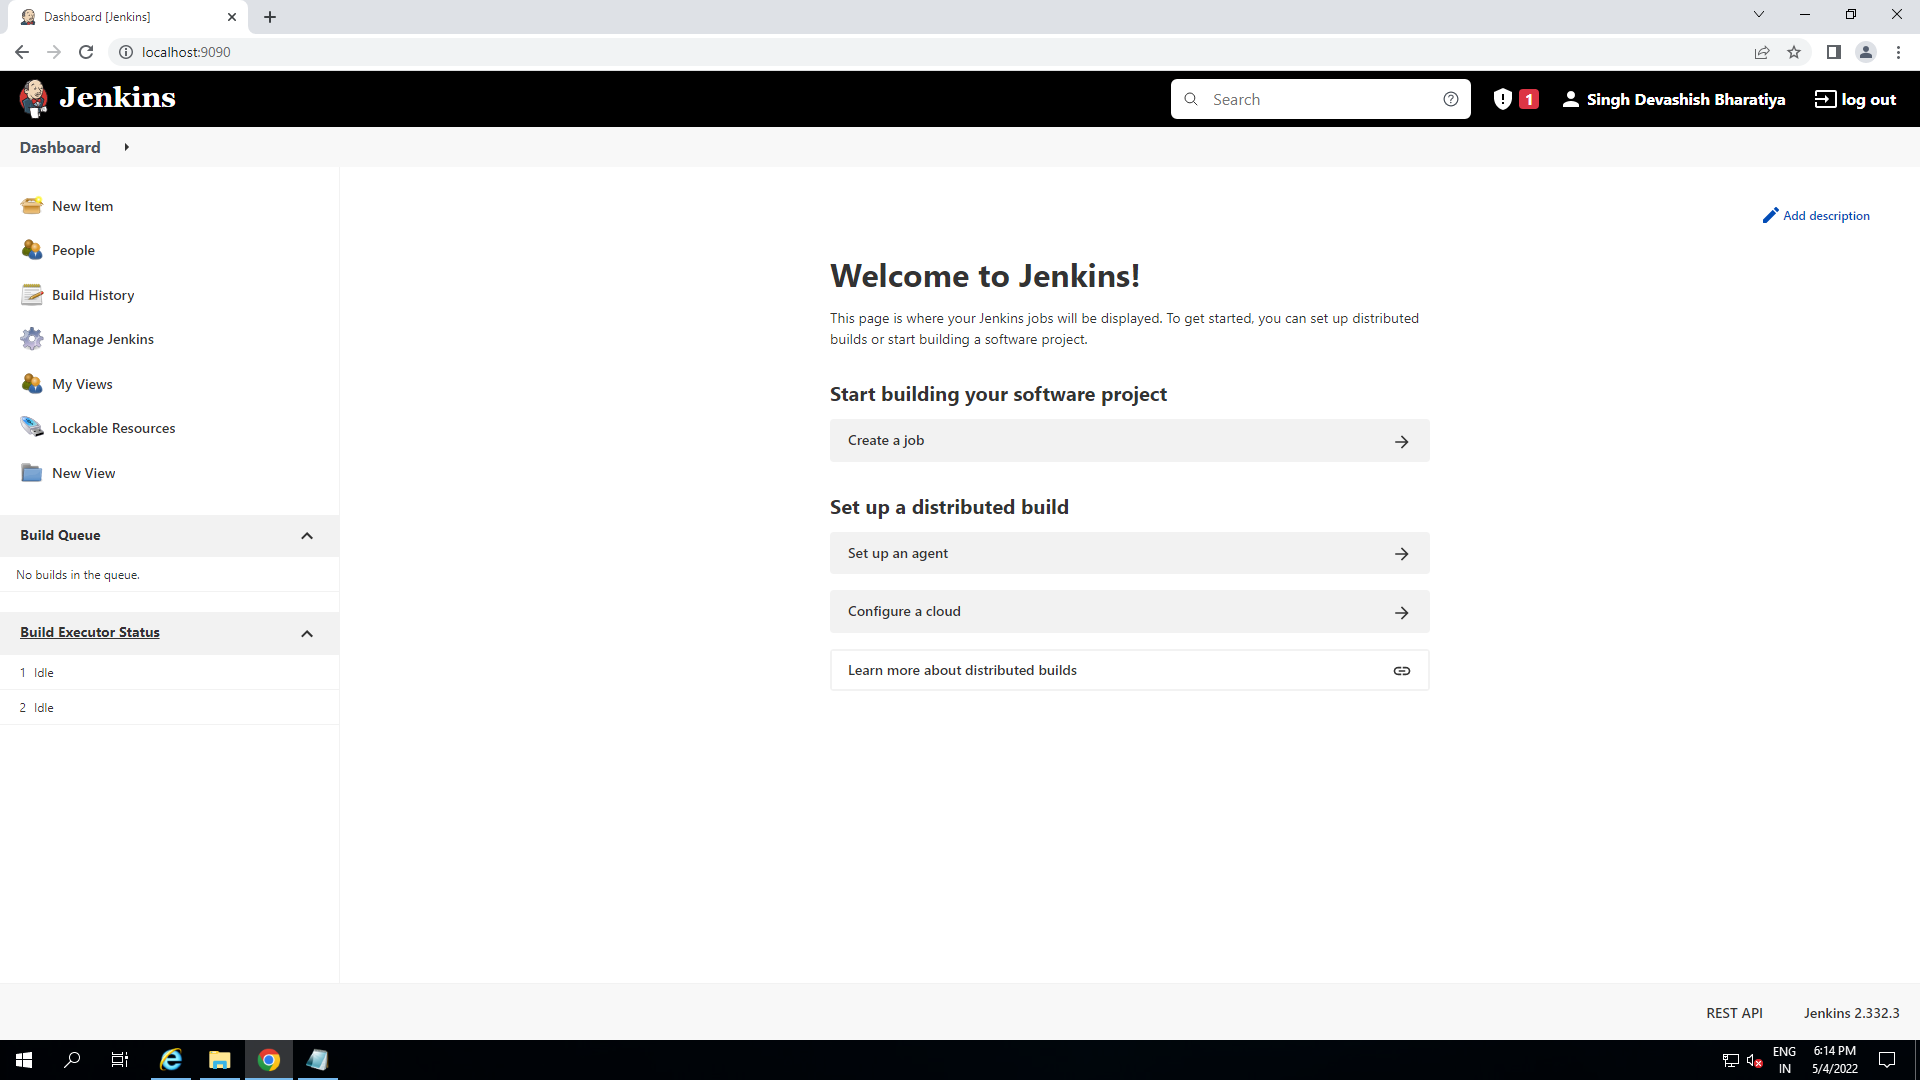 Dashboard [Jenkins]
localhost:9090
Jenkins
Search
1
Singh Devashish Bharatiya
log out
Dashboard
New Item
People
Build History
Manage Jenkins
My Views
Lockable Resources
New View
Build Queue
No builds in the queue.
Build Executor Status
1 Idle
2 Idle
Add description
Welcome to Jenkins!
This page is where your Jenkins jobs will be displayed. To get started, you can set up distributed
builds or start building a software project.
Start building your software project
Create a job
Set up a distributed build
Set up an agent
Configure a cloud
Learn more about distributed builds
REST API
Jenkins 2.332.3
ENG
IN
6:14 PM
5/4/2022